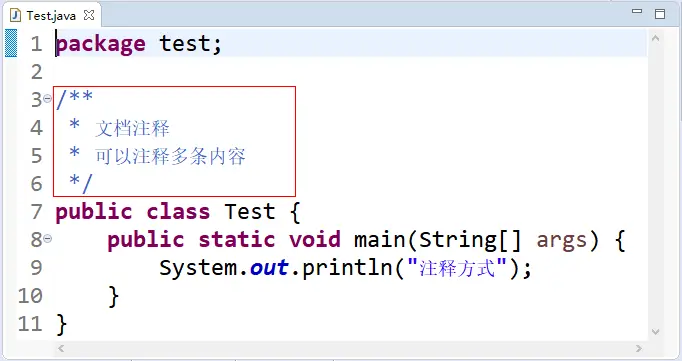 Test.java
1 package test;
2
3 /**
4  * 文档注释
5  * 可以注释多条内容
6  */
7 public class Test {
8     public static void main(String[] args) {
9         System.out.println("注释方式");
10     }
11 }